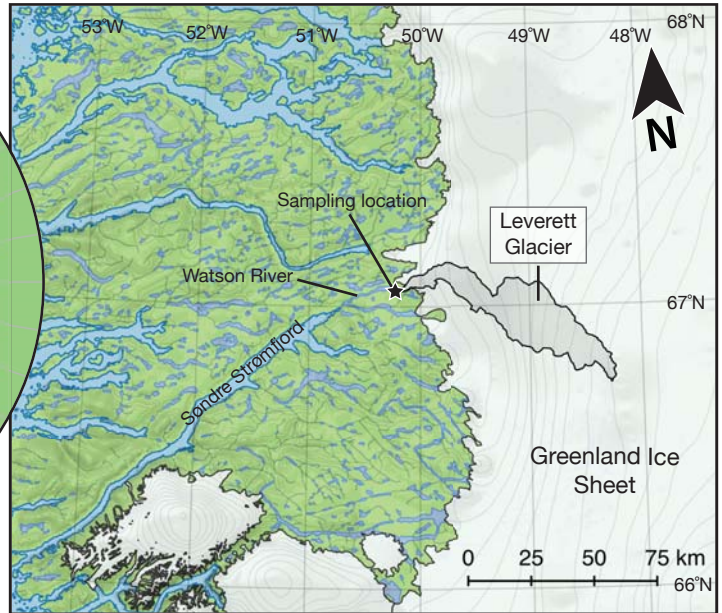 53°W
52°W
51°W
50°W
49°W
48°W
68°N
N
Sampling location
Leverett
Glacier
Watson River
67°N
Søndre Strømfjord
Greenland Ice
Sheet
0 25 50 75 km
66°N